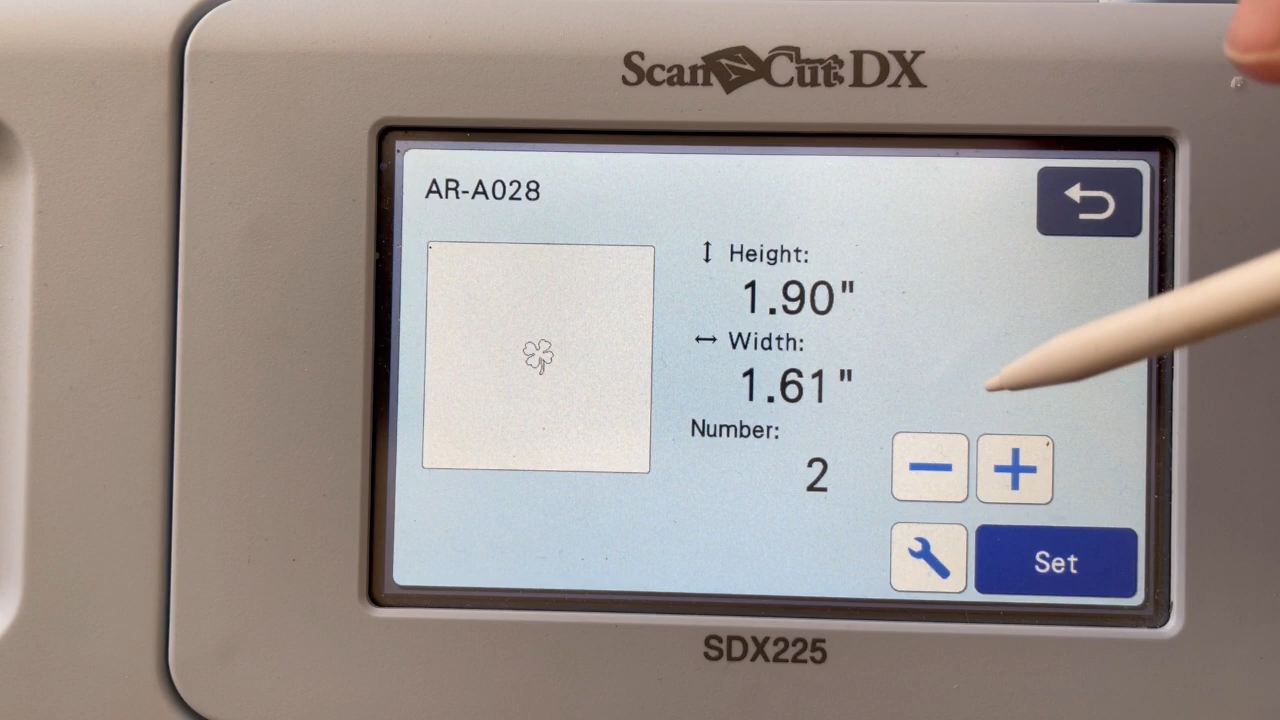 ScanNCut DX
AR-A028
Height:
1.90"
Width:
1.61"
Number:
2
Set
SDX225